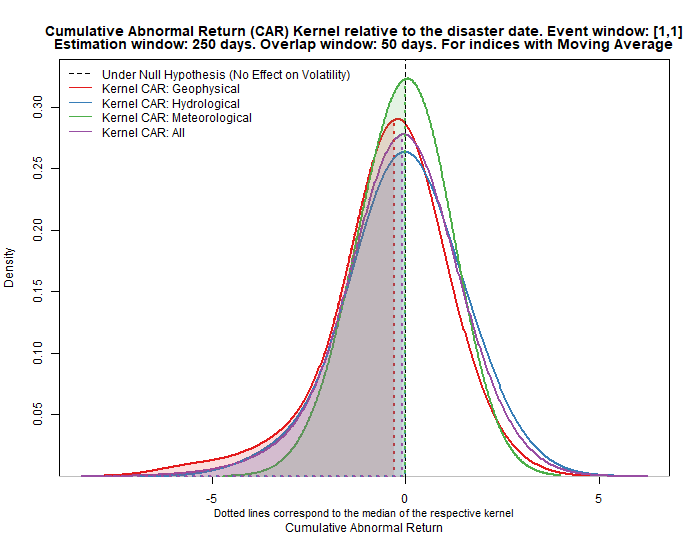 Cumulative Abnormal Return (CAR) Kernel relative to the disaster date. Event window: [1,1]
Estimation window: 250 days. Overlap window: 50 days. For indices with Moving Average
Under Null Hypothesis (No Effect on Volatility)
Kernel CAR: Geophysical
Kernel CAR: Hydrological
Kernel CAR: Meteorological
Kernel CAR: All
Density
0.30
0.25
0.20
0.15
0.10
0.05
-5
0
5
Dotted lines correspond to the median of the respective kernel
Cumulative Abnormal Return